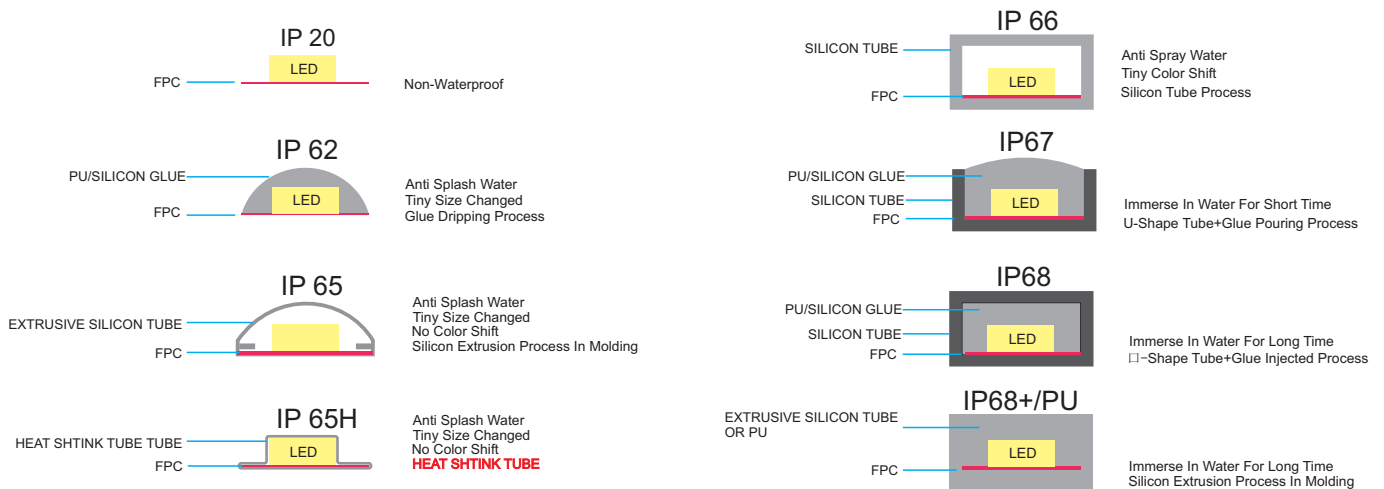 IP 20
LED
FPC
Non-Waterproof
IP 62
PU/SILICON GLUE
LED
FPC
Anti Splash Water
Tiny Size Changed
Glue Dripping Process
IP 65
EXTRUSIVE SILICON TUBE
FPC
Anti Splash Water
Tiny Size Changed
No Color Shift
Silicon Extrusion Process In Molding
IP 65H
HEAT SHTINK TUBE TUBE
LED
FPC
Anti Splash Water
Tiny Size Changed
No Color Shift
HEAT SHTINK TUBE
IP 66
SILICON TUBE
LED
FPC
Anti Spray Water
Tiny Color Shift
Silicon Tube Process
IP67
PU/SILICON GLUE
SILICON TUBE
LED
FPC
Immerse In Water For Short Time
U-Shape Tube+Glue Pouring Process
IP68
PU/SILICON GLUE
SILICON TUBE
LED
FPC
Immerse In Water For Long Time
口-Shape Tube+Glue Injected Process
IP68+/PU
EXTRUSIVE SILICON TUBE
OR PU
LED
FPC
Immerse In Water For Long Time
Silicon Extrusion Process In Molding